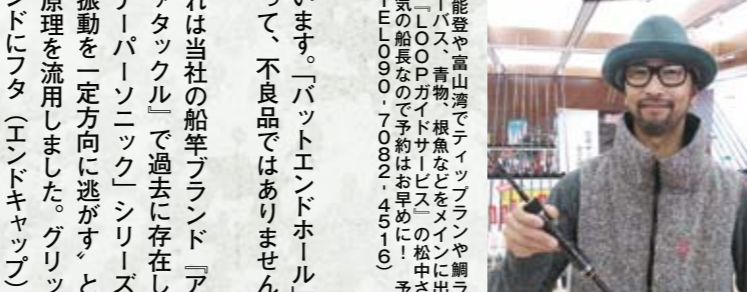 能登や富山湾でティップランや鯛ラ
ーバス、青物、根魚などをメインに出
『LOOPガイドサービス』の松中さ
気の船長なので予約はお早めに! 予
TEL090-7082-4516)
います。「バットエンドホール」
って、不良品ではありません
れは当社の船竿ブランド『ア
ァタックル』で過去に存在し
ーパーソニック」シリーズ
振動を一定方向に逃がす〟と
原理を流用しました。グリッ
ンドにフタ(エンドキャップ)